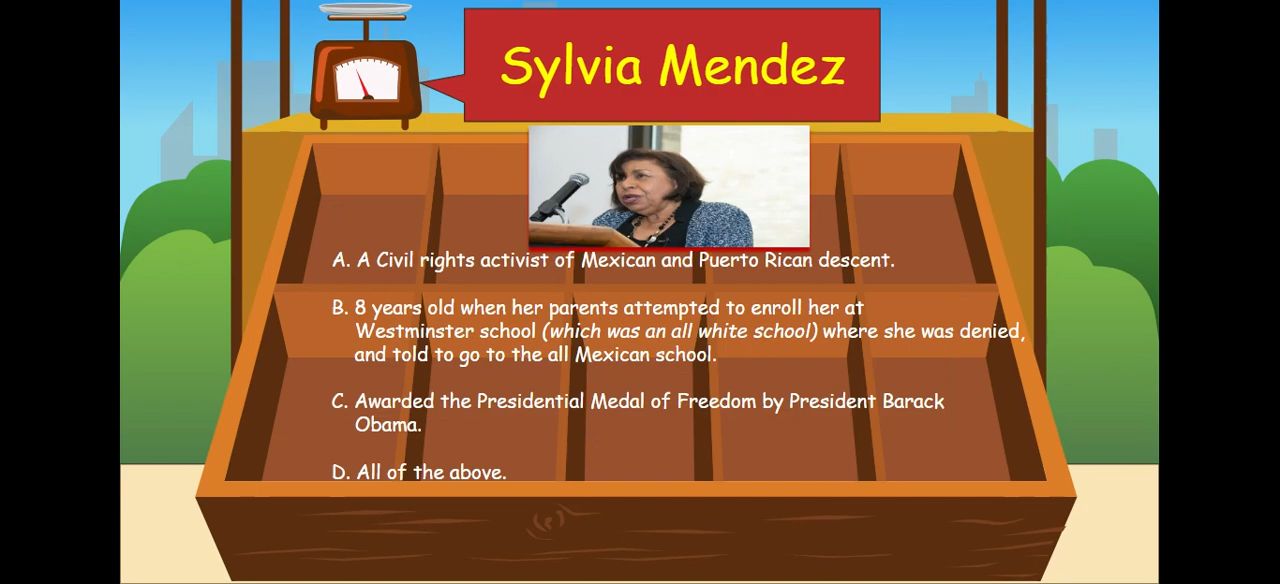 Sylvia Mendez
A. A Civil rights activist of Mexican and Puerto Rican descent.
B. 8 years old when her parents attempted to enroll her at
Westminster school (which was an all white school) where she was denied,
and told to go to the all Mexican school.
C. Awarded the Presidential Medal of Freedom by President Barack
Obama.
D. All of the above.